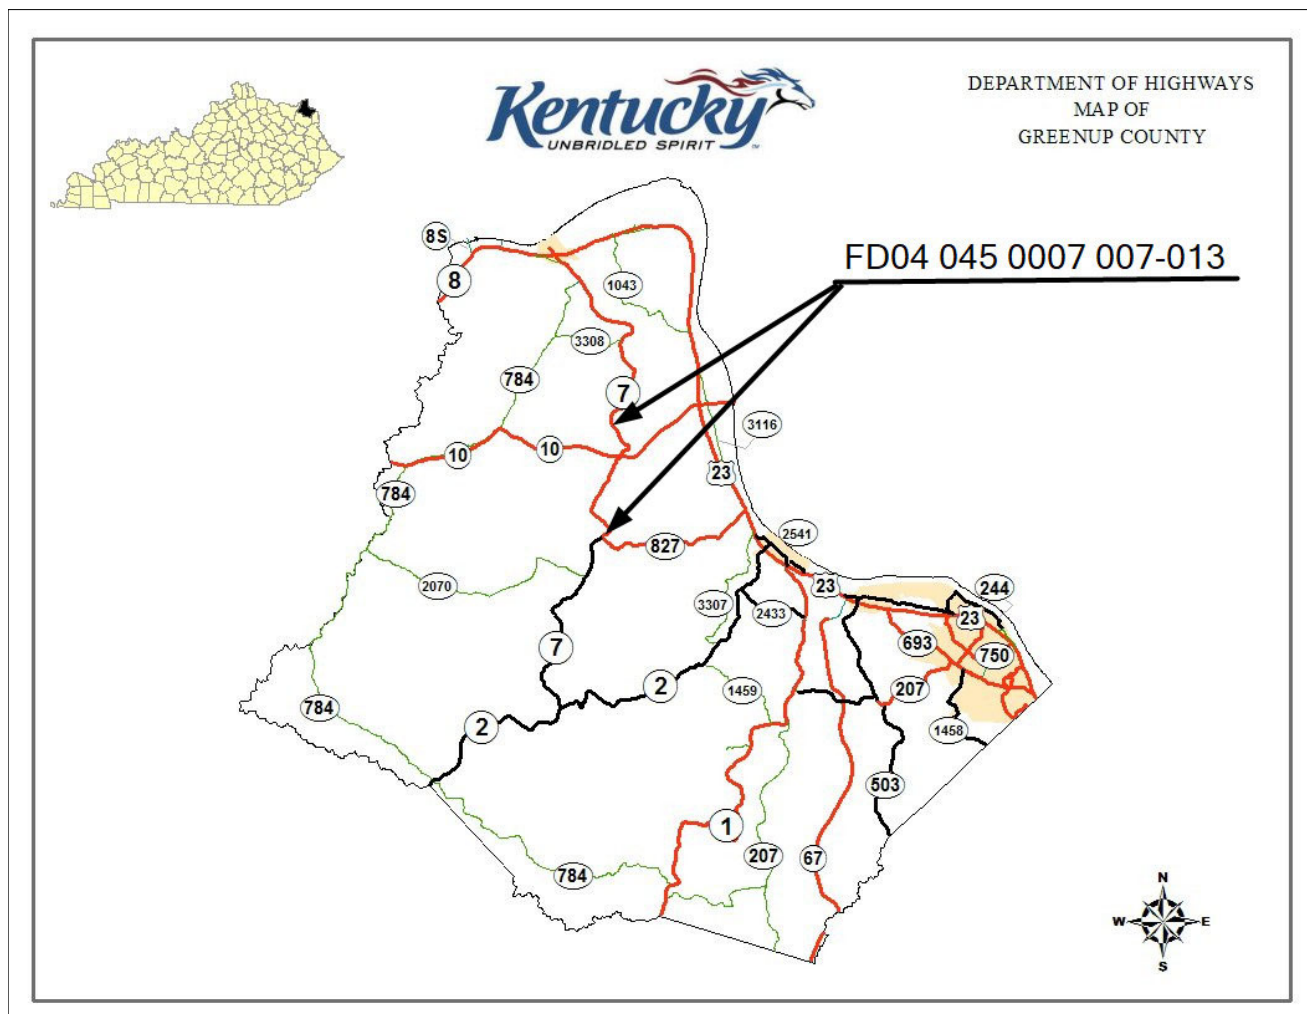 Kentucky
UNBRIDLED SPIRIT
TM
DEPARTMENT OF HIGHWAYS
MAP OF
GREENUP COUNTY
8S
FD04 045 0007 007-013
8
1043
3308
784
7
3116
10
10
23
784
2541
827
2070
23
244
3307
2433
23
693
750
7
2
1459
207
784
2
1458
503
1
207
67
784
N
W
E
S